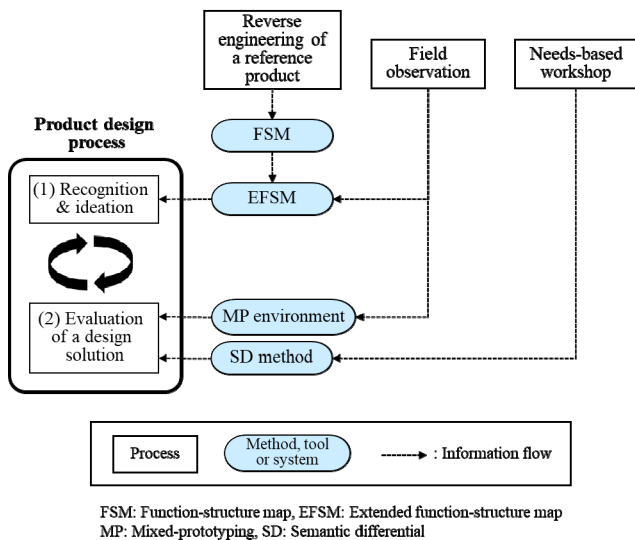 Reverse
engineering of
a reference
product
Field
observation
Needs-based
workshop
FSM
Product design
process
(1) Recognition
& ideation
EFSM
(2) Evaluation
of a design
solution
MP environment
SD method
Process
Method, tool
or system
: Information flow
FSM: Function-structure map, EFSM: Extended function-structure map
MP: Mixed-prototyping, SD: Semantic differential